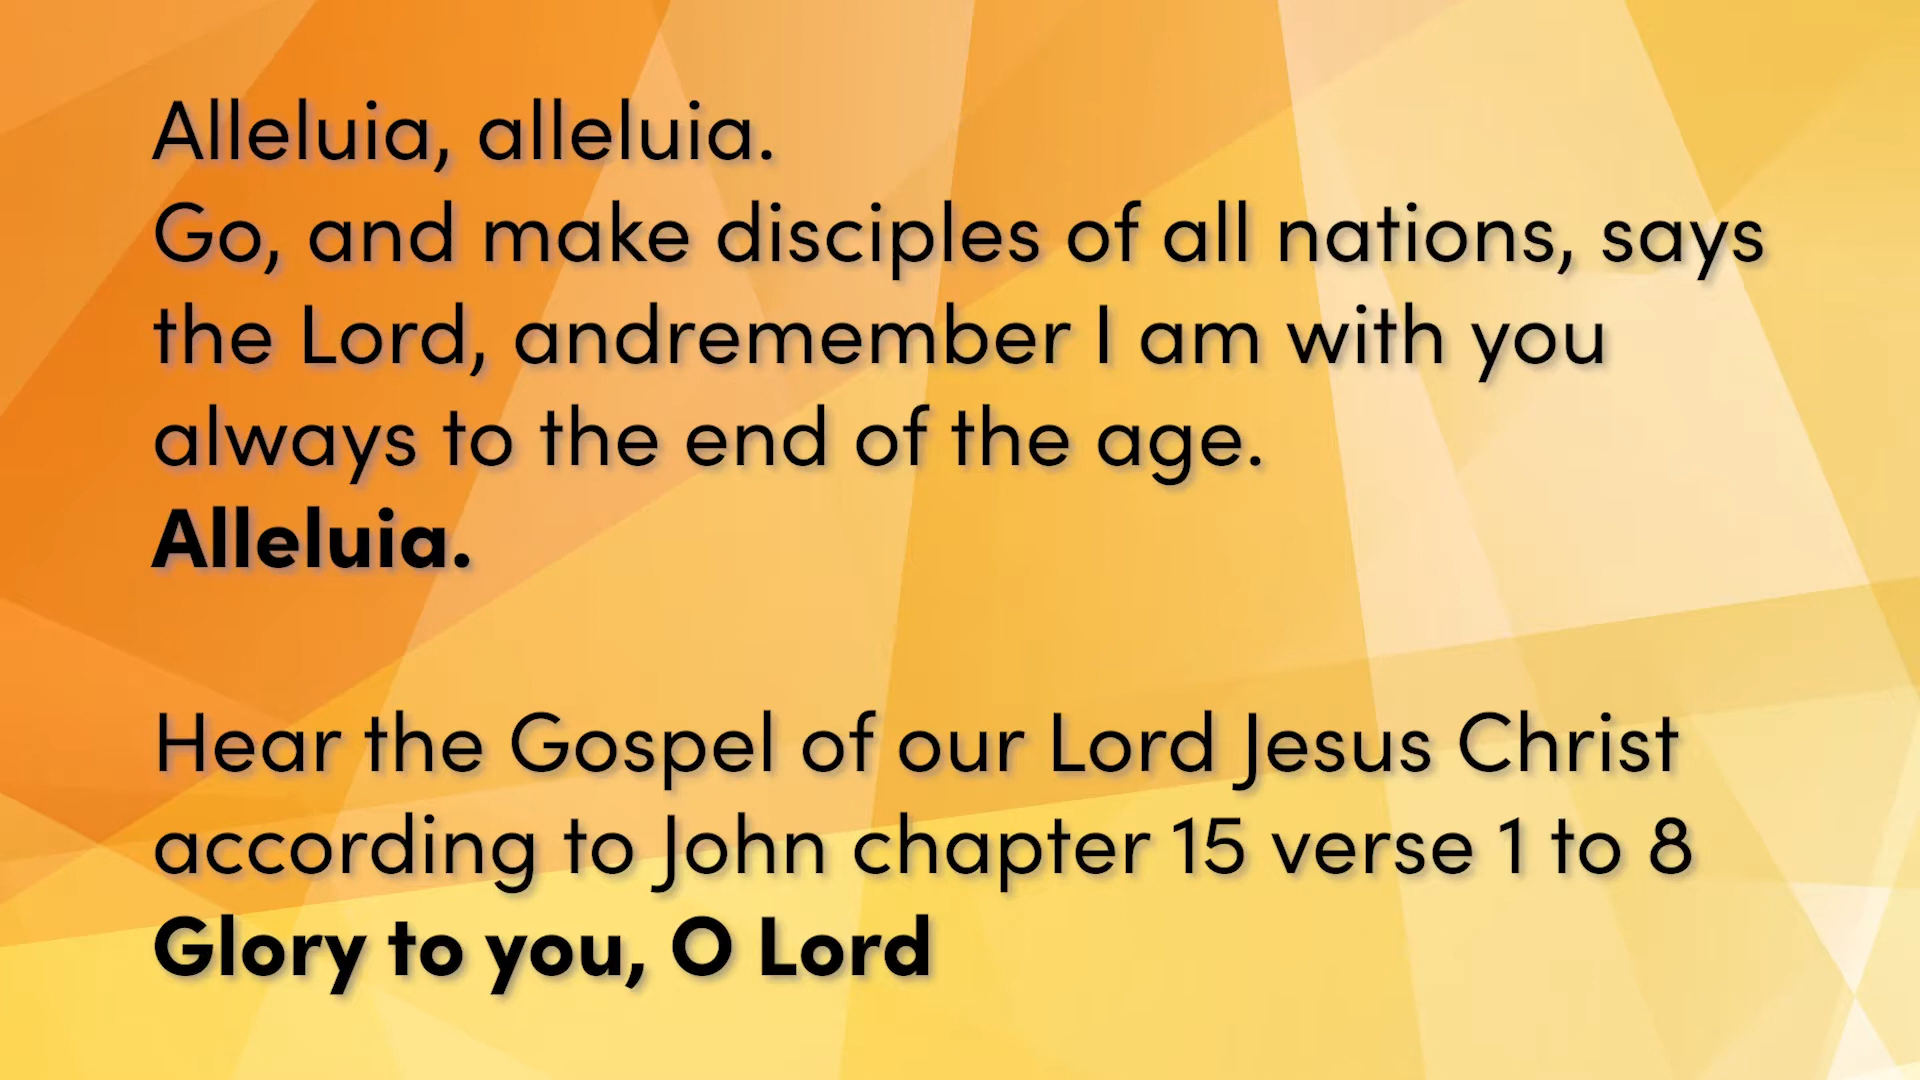 Alleluia, alleluia.
Go, and make disciples of all nations, says
the Lord, andremember I am with you
always to the end of the age.
Alleluia.
Hear the Gospel of our Lord Jesus Christ
according to John chapter 15 verse 1 to 8
Glory to you, O Lord